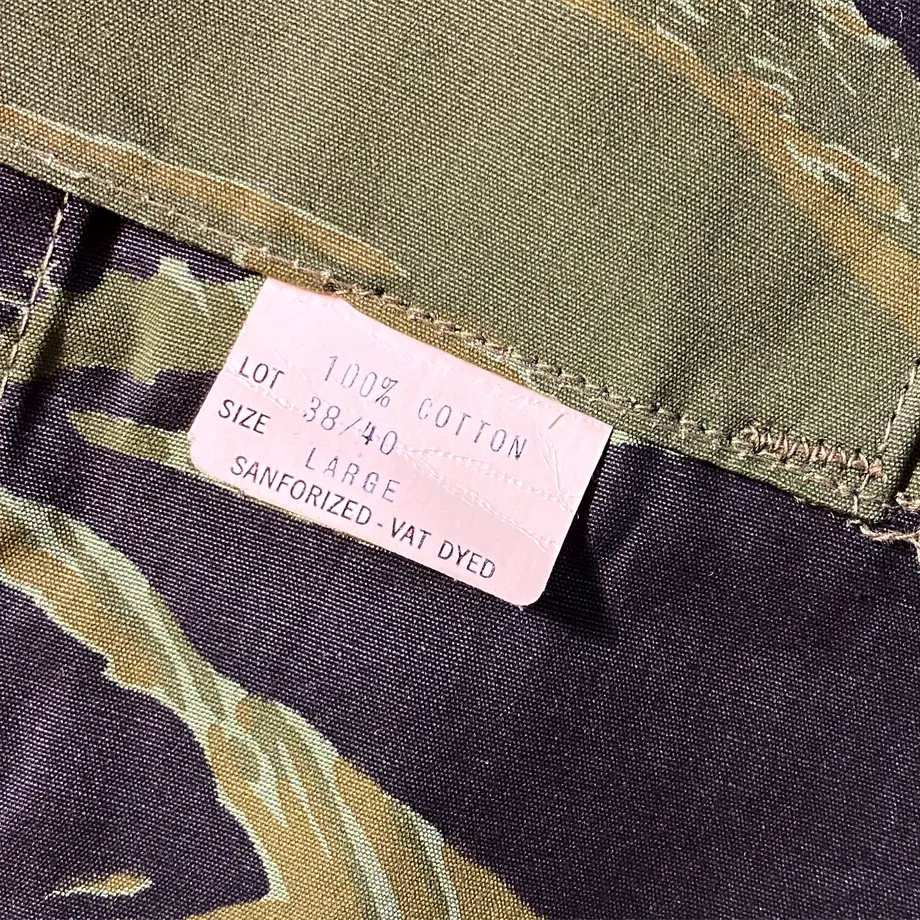 100% COTTON
LOT
SIZE 38/40
LARGE
SANFORIZED - VAT DYED